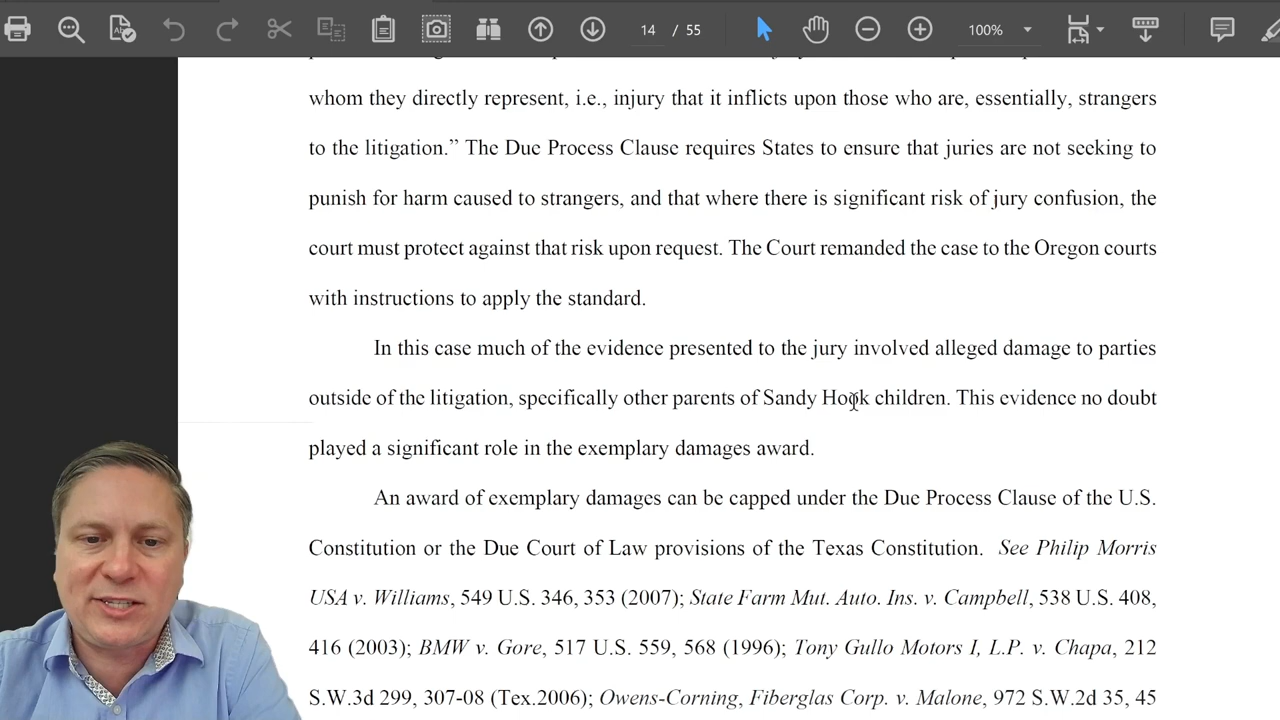 14 / 55
100%
whom they directly represent, i.e., injury that it inflicts upon those who are, essentially, strangers
to the litigation.” The Due Process Clause requires States to ensure that juries are not seeking to
punish for harm caused to strangers, and that where there is significant risk of jury confusion, the
court must protect against that risk upon request. The Court remanded the case to the Oregon courts
with instructions to apply the standard.
In this case much of the evidence presented to the jury involved alleged damage to parties
outside of the litigation, specifically other parents of Sandy Hook children. This evidence no doubt
played a significant role in the exemplary damages award.
An award of exemplary damages can be capped under the Due Process Clause of the U.S.
Constitution or the Due Court of Law provisions of the Texas Constitution. See Philip Morris
USA v. Williams, 549 U.S. 346, 353 (2007); State Farm Mut. Auto. Ins. v. Campbell, 538 U.S. 408,
416 (2003); BMW v. Gore, 517 U.S. 559, 568 (1996); Tony Gullo Motors I, L.P. v. Chapa, 212
S.W.3d 299, 307-08 (Tex.2006); Owens-Corning, Fiberglas Corp. v. Malone, 972 S.W.2d 35, 45